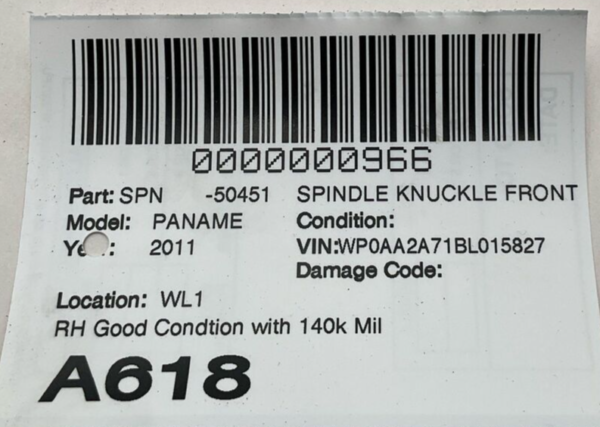 0000000966
Part: SPN -50451 SPINDLE KNUCKLE FRONT
Model: PANAME Condition:
Ye : 2011 VIN:WP0AA2A71BL015827
Damage Code:
Location: WL1
RH Good Condtion with 140k Mil
A618